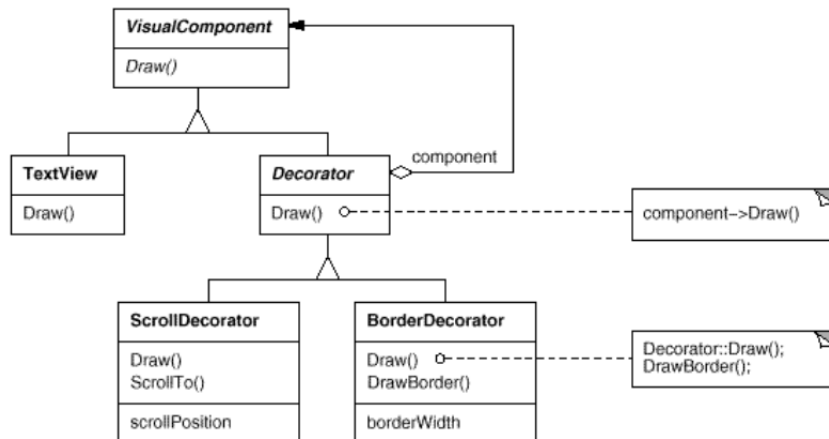 VisualComponent
Draw()
component
TextView
Draw()
Decorator
Draw()
component->Draw()
ScrollDecorator
Draw()
ScrollTo()
scrollPosition
BorderDecorator
Draw()
DrawBorder()
borderWidth
Decorator::Draw();
DrawBorder();